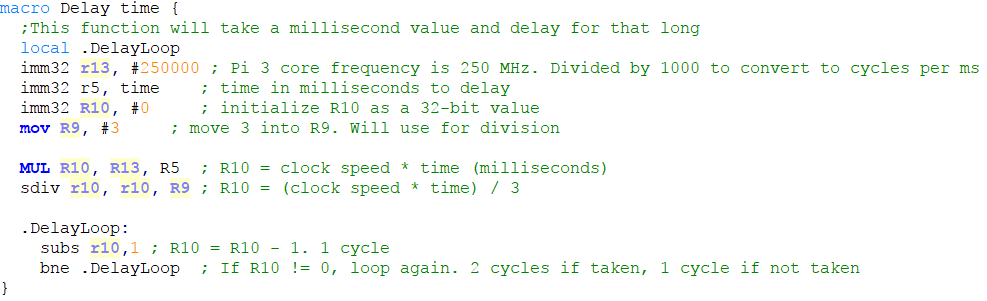 macro Delay time {
;This function will take a millisecond value and delay for that long
local .DelayLoop
imm32 r13, #250000 ; Pi 3 core frequency is 250 MHz. Divided by 1000 to convert to cycles per ms
imm32 r5, time ; time in milliseconds to delay
imm32 R10, #0 ; initialize R10 as a 32-bit value
mov R9, #3 ; move 3 into R9. Will use for division
MUL R10, R13, R5 ; R10 = clock speed * time (milliseconds)
sdiv r10, r10, R9 ; R10 = (clock speed * time) / 3
.DelayLoop:
subs r10,1 ; R10 = R10 - 1. 1 cycle
bne .DelayLoop ; If R10 != 0, loop again. 2 cycles if taken, 1 cycle if not taken
}